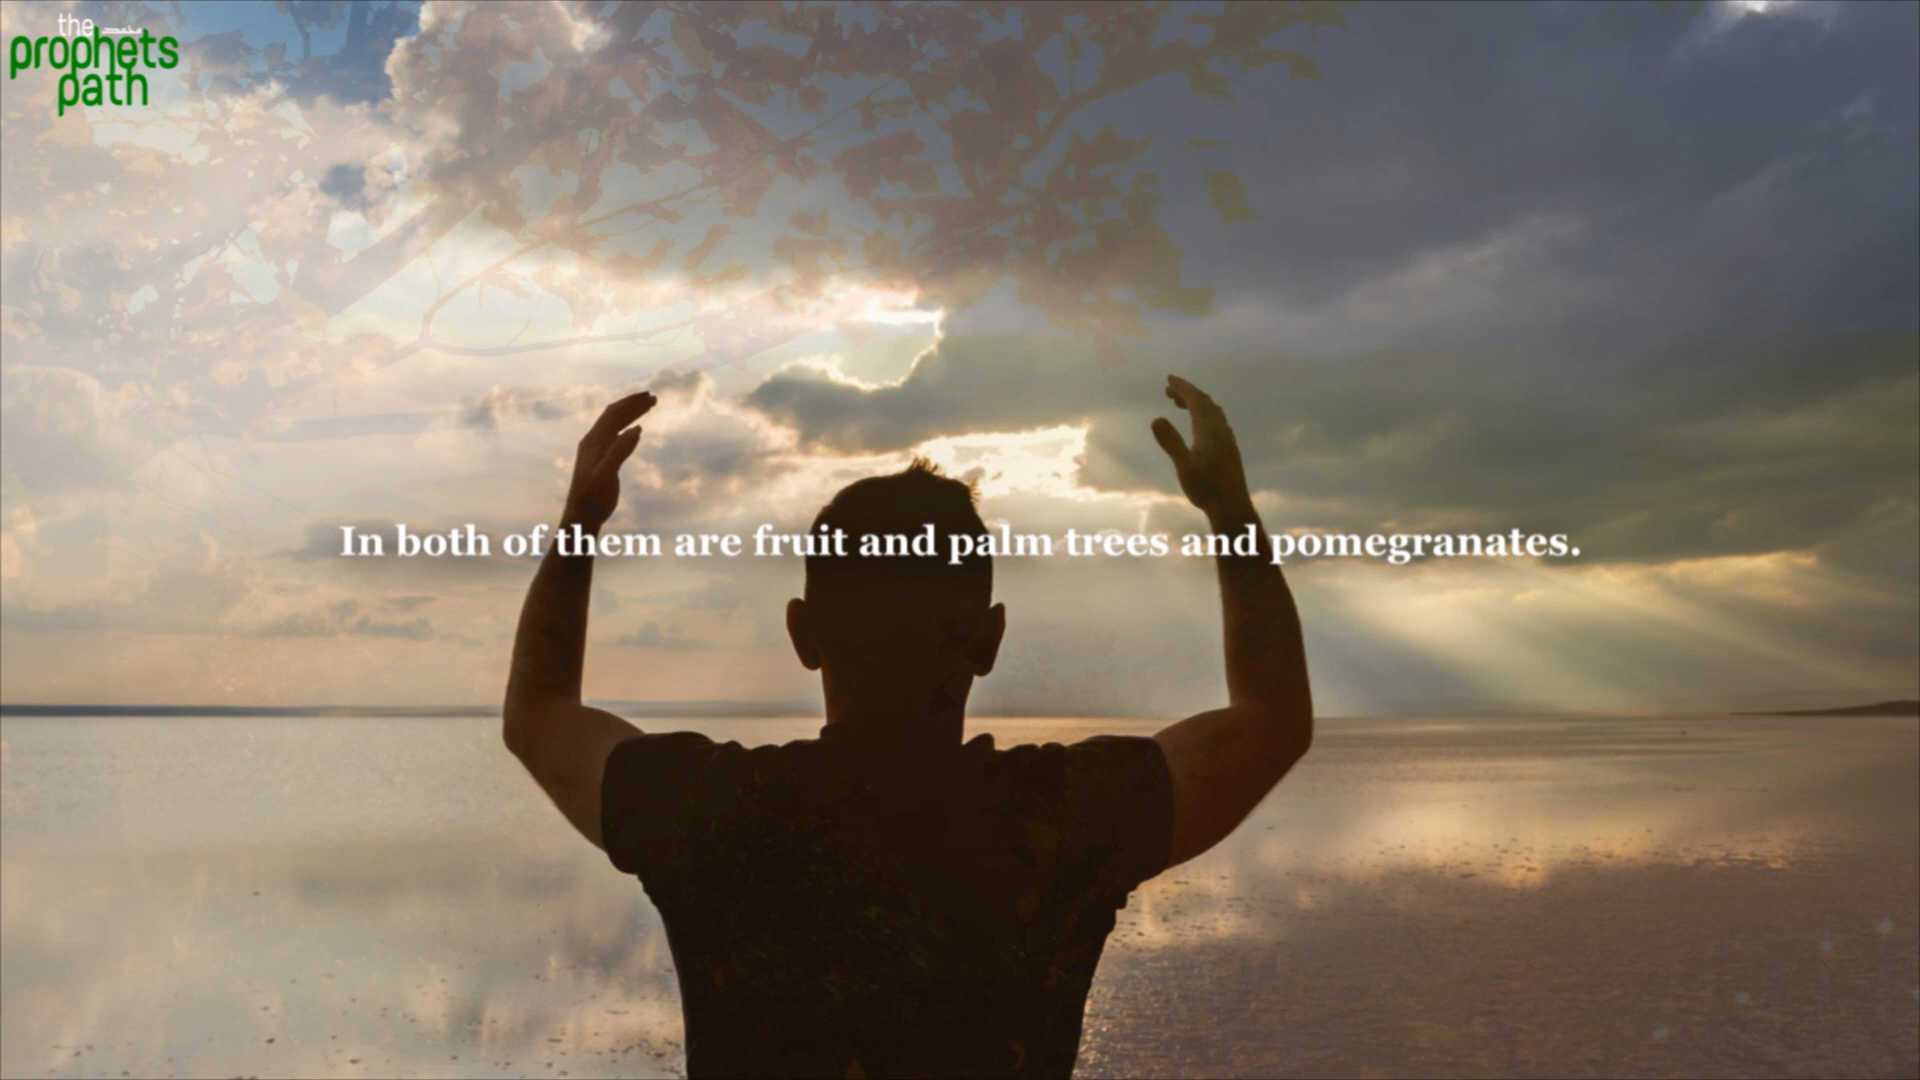 the
prophets
path
In both of them are fruit and palm trees and pomegranates.